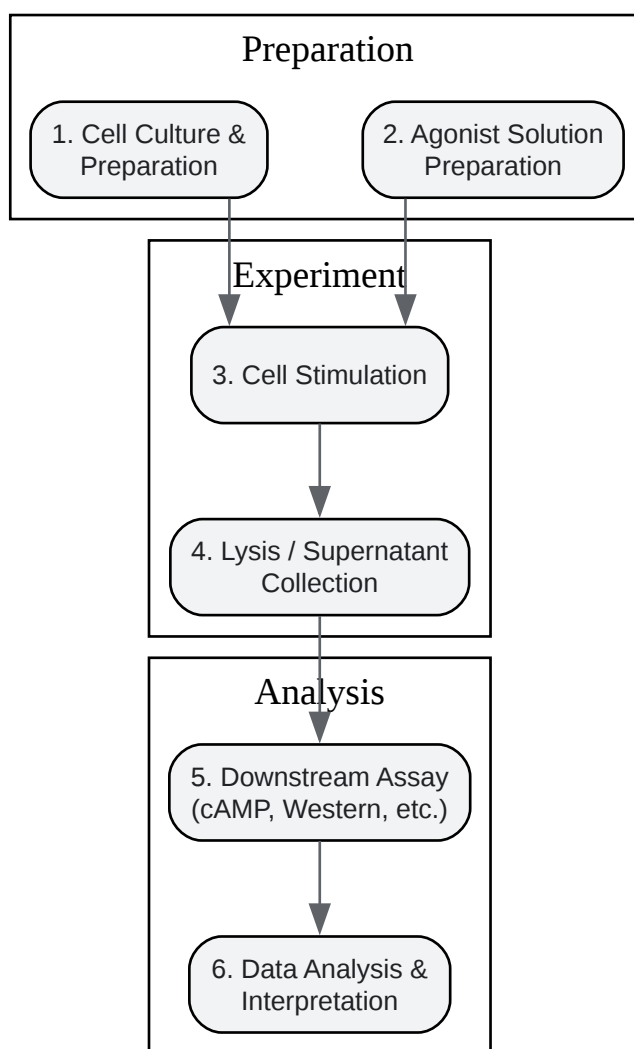 Preparation
1. Cell Culture &
Preparation
2. Agonist Solution
Preparation
Experiment
3. Cell Stimulation
4. Lysis / Supernatant
Collection
Analysis
5. Downstream Assay
(cAMP, Western, etc.)
6. Data Analysis &
Interpretation